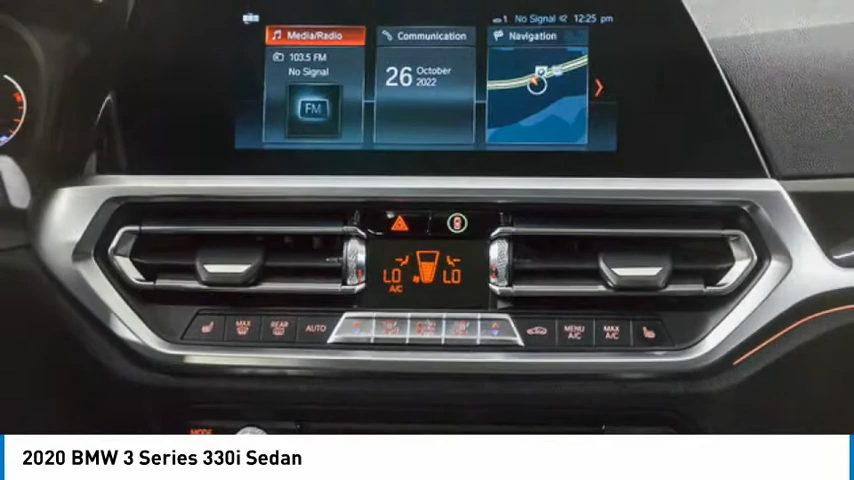 1 No Signal 12:25 pm
Media/Radio
Communication
Navigation
103.5 FM
No Signal
FM
26 October
2022
LO LO
A/C
MAX
REAR
AUTO
MENU
A/C
MAX
A/C
MODE
2020 BMW 3 Series 330i Sedan